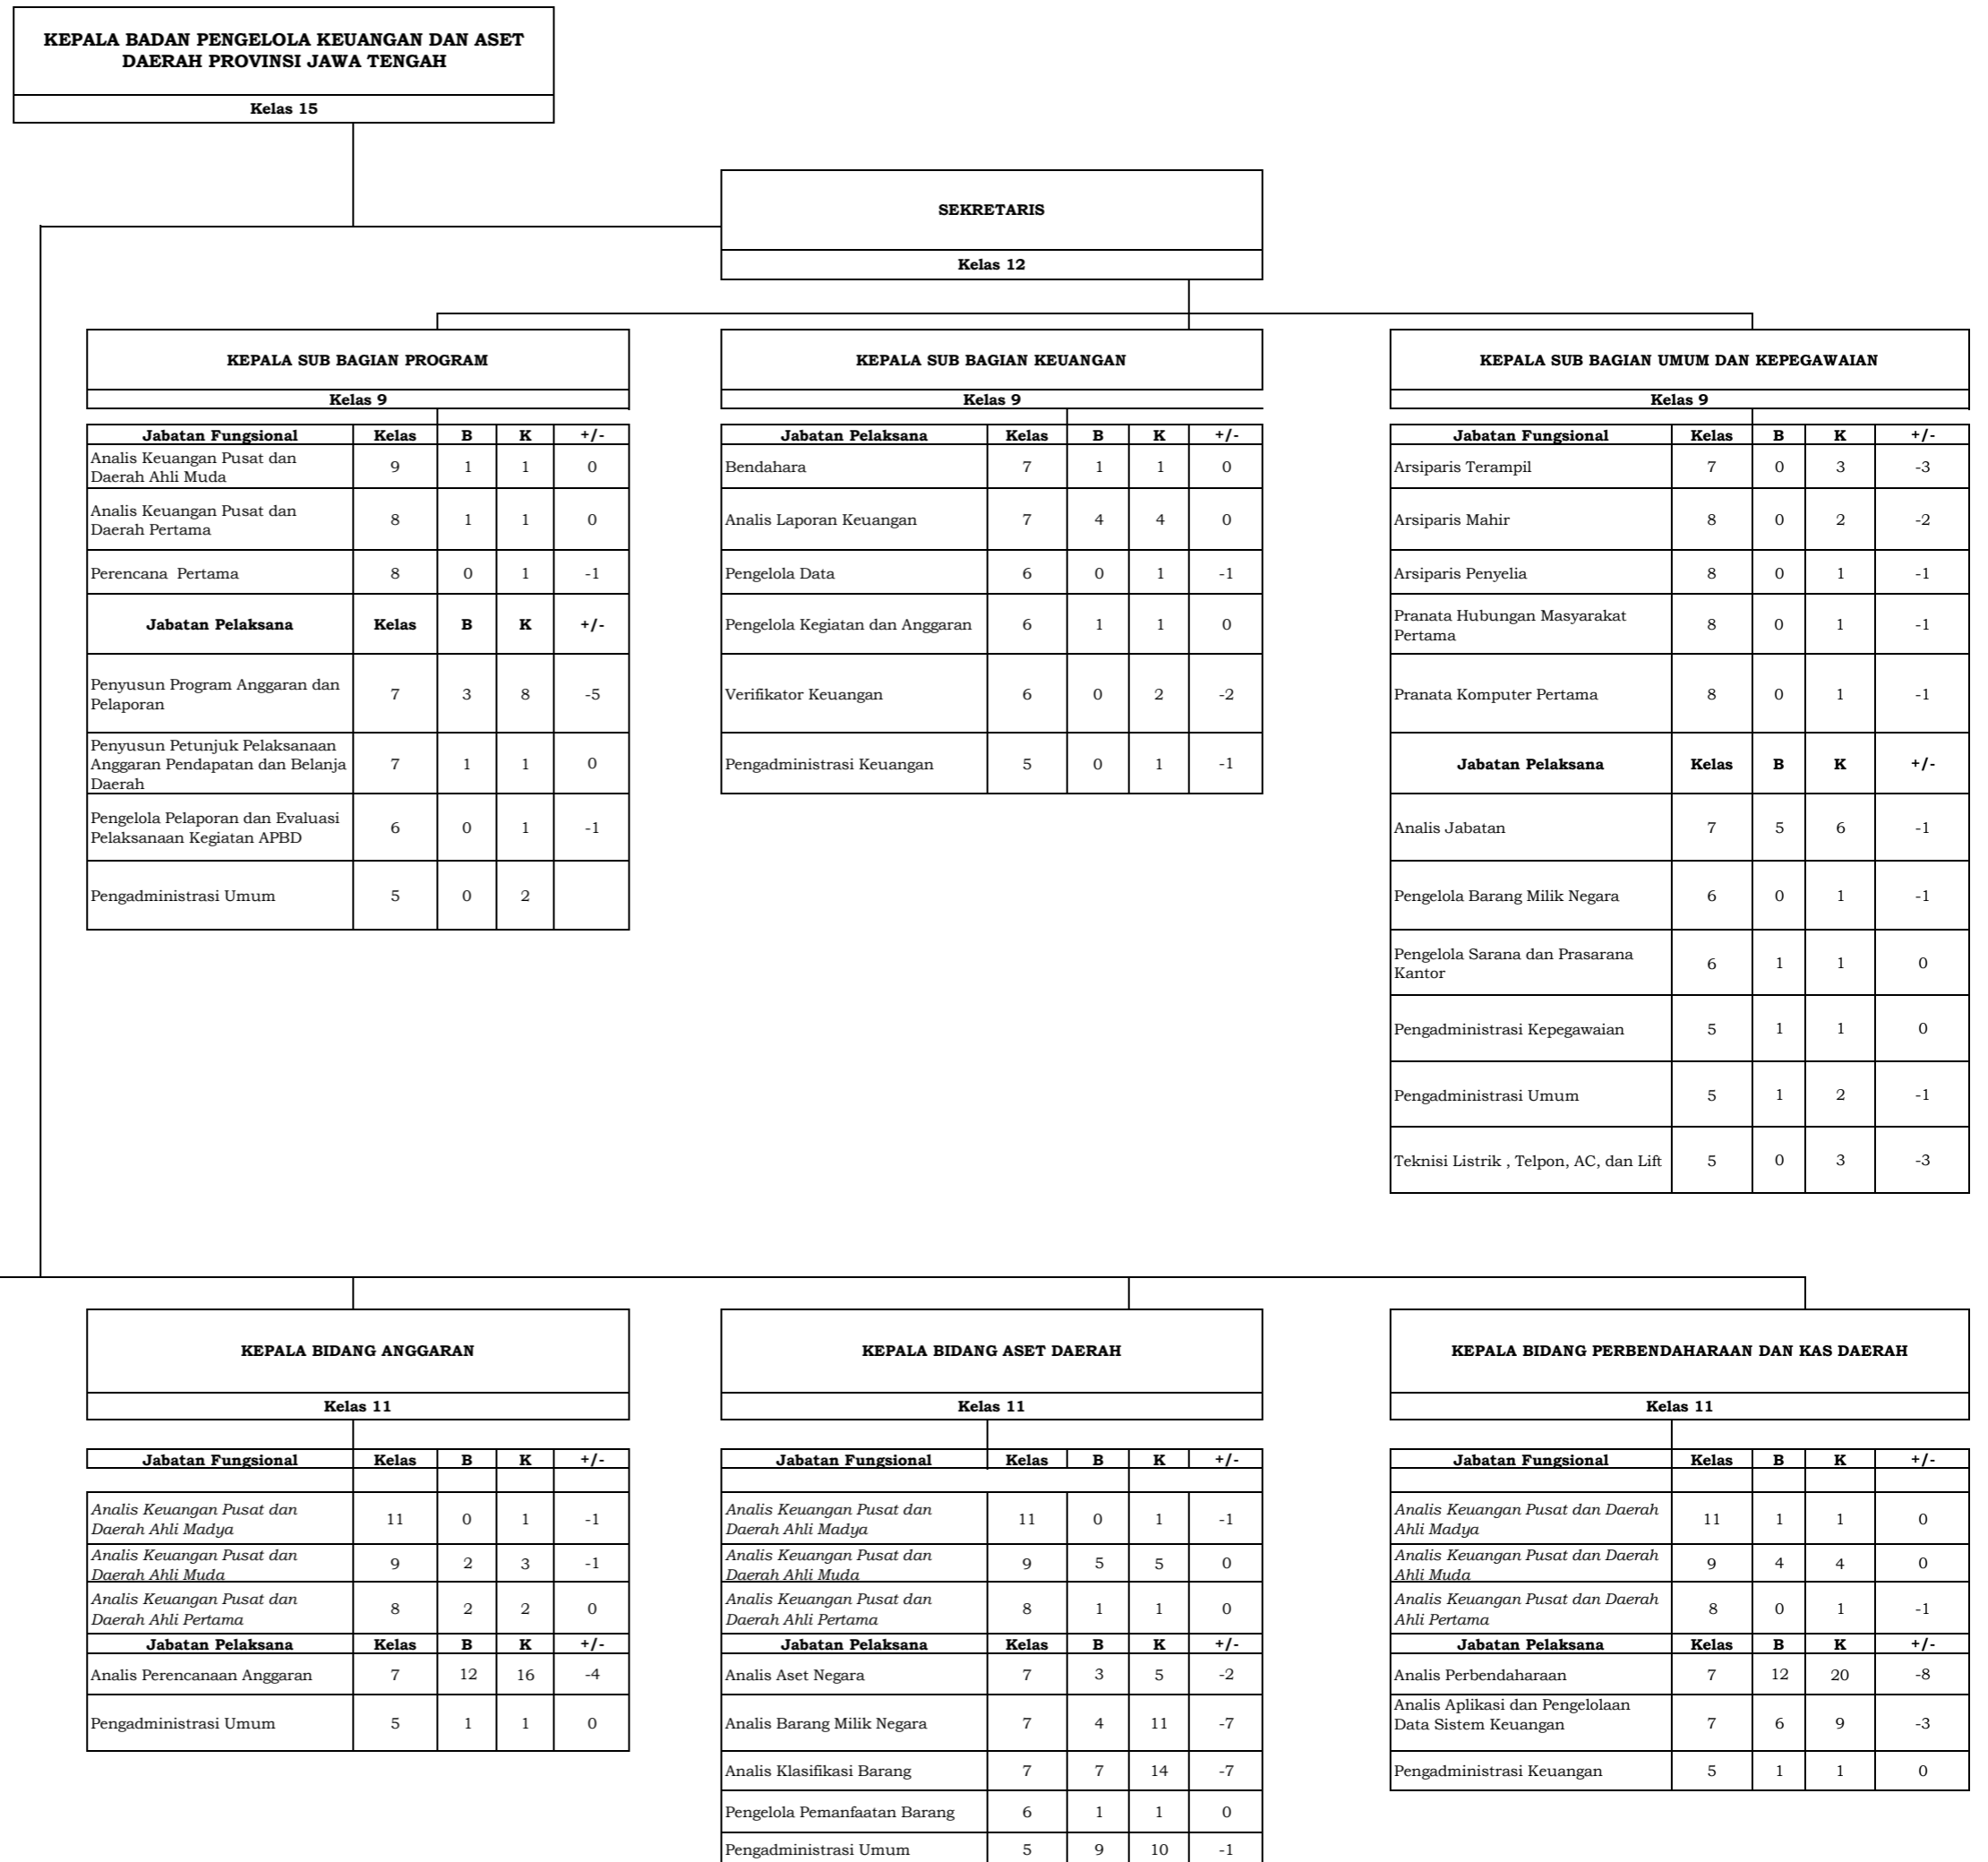 KEPALA BADAN PENGELOLA KEUANGAN DAN ASET
DAERAH PROVINSI JAWA TENGAH
Kelas 15
SEKRETARIS
Kelas 12
KEPALA SUB BAGIAN PROGRAM
Kelas 9
Jabatan Fungsional Kelas B K +/-
Analis Keuangan Pusat dan
Daerah Ahli Muda 9 1 1 0
Analis Keuangan Pusat dan
Daerah Pertama 8 1 1 0
Perencana  Pertama 8 0 1 -1
Jabatan Pelaksana Kelas B K +/-
Penyusun Program Anggaran dan
Pelaporan 7 3 8 -5
Penyusun Petunjuk Pelaksanaan
Anggaran Pendapatan dan Belanja 7 1 1 0
Daerah
Pengelola Pelaporan dan Evaluasi
Pelaksanaan Kegiatan APBD 6 0 1 -1
Pengadministrasi Umum 5 0 2
KEPALA SUB BAGIAN KEUANGAN
Kelas 9
Jabatan Pelaksana Kelas B K +/-
Bendahara 7 1 1 0
Analis Laporan Keuangan 7 4 4 0
Pengelola Data 6 0 1 -1
Pengelola Kegiatan dan Anggaran 6 1 1 0
Verifikator Keuangan 6 0 2 -2
Pengadministrasi Keuangan 5 0 1 -1
KEPALA SUB BAGIAN UMUM DAN KEPEGAWAIAN
Kelas 9
Jabatan Fungsional Kelas B K +/-
Arsiparis Terampil 7 0 3 -3
Arsiparis Mahir 8 0 2 -2
Arsiparis Penyelia 8 0 1 -1
Pranata Hubungan Masyarakat
Pertama 8 0 1 -1
Pranata Komputer Pertama 8 0 1 -1
Jabatan Pelaksana Kelas B K +/-
Analis Jabatan 7 5 6 -1
Pengelola Barang Milik Negara 6 0 1 -1
Pengelola Sarana dan Prasarana
Kantor 6 1 1 0
Pengadministrasi Kepegawaian 5 1 1 0
Pengadministrasi Umum 5 1 2 -1
Teknisi Listrik , Telpon, AC, dan Lift 5 0 3 -3
KEPALA BIDANG ANGGARAN
Kelas 11
Jabatan Fungsional Kelas B K +/-
Analis Keuangan Pusat dan
Daerah Ahli Madya 11 0 1 -1
Analis Keuangan Pusat dan
Daerah Ahli Muda 9 2 3 -1
Analis Keuangan Pusat dan
Daerah Ahli Pertama 8 2 2 0
Jabatan Pelaksana Kelas B K +/-
Analis Perencanaan Anggaran 7 12 16 -4
Pengadministrasi Umum 5 1 1 0
KEPALA BIDANG ASET DAERAH
Kelas 11
Jabatan Fungsional Kelas B K +/-
Analis Keuangan Pusat dan
Daerah Ahli Madya 11 0 1 -1
Analis Keuangan Pusat dan
Daerah Ahli Muda 9 5 5 0
Analis Keuangan Pusat dan
Daerah Ahli Pertama 8 1 1 0
Jabatan Pelaksana Kelas B K +/-
Analis Aset Negara 7 3 5 -2
Analis Barang Milik Negara 7 4 11 -7
Analis Klasifikasi Barang 7 7 14 -7
Pengelola Pemanfaatan Barang 6 1 1 0
Pengadministrasi Umum 5 9 10 -1
KEPALA BIDANG PERBENDAHARAAN DAN KAS DAERAH
Kelas 11
Jabatan Fungsional Kelas B K +/-
Analis Keuangan Pusat dan Daerah
Ahli Madya 11 1 1 0
Analis Keuangan Pusat dan Daerah
Ahli Muda 9 4 4 0
Analis Keuangan Pusat dan Daerah
Ahli Pertama 8 0 1 -1
Jabatan Pelaksana Kelas B K +/-
Analis Perbendaharaan 7 12 20 -8
Analis Aplikasi dan Pengelolaan
Data Sistem Keuangan 7 6 9 -3
Pengadministrasi Keuangan 5 1 1 0